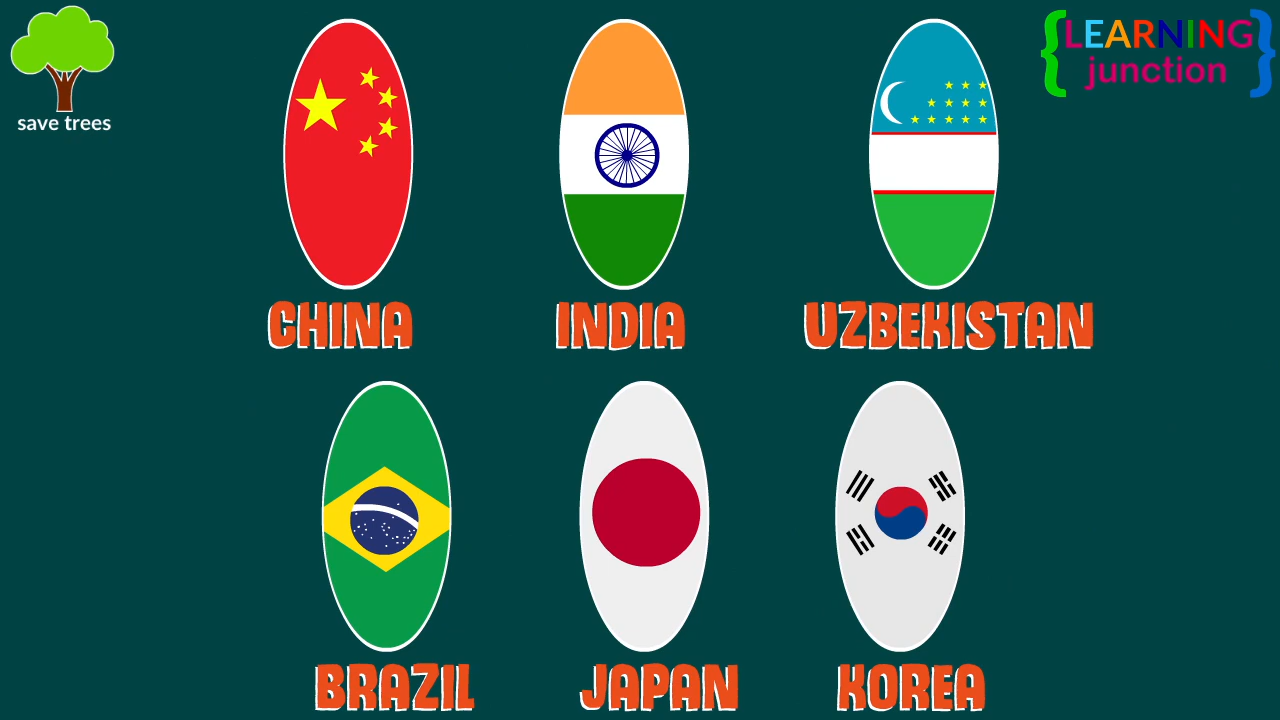 save trees
{LEARNING}
junction
CHINA
INDIA
UZBEKISTAN
BRAZIL
JAPAN
KOREA